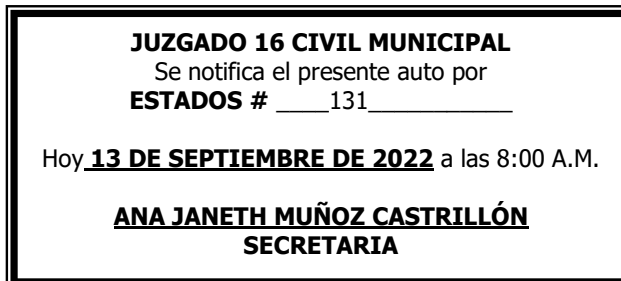 JUZGADO 16 CIVIL MUNICIPAL
Se notifica el presente auto por
ESTADOS # ____131___________
Hoy 13 DE SEPTIEMBRE DE 2022 a las 8:00 A.M.
ANA JANETH MUÑOZ CASTRILLÓN
SECRETARIA